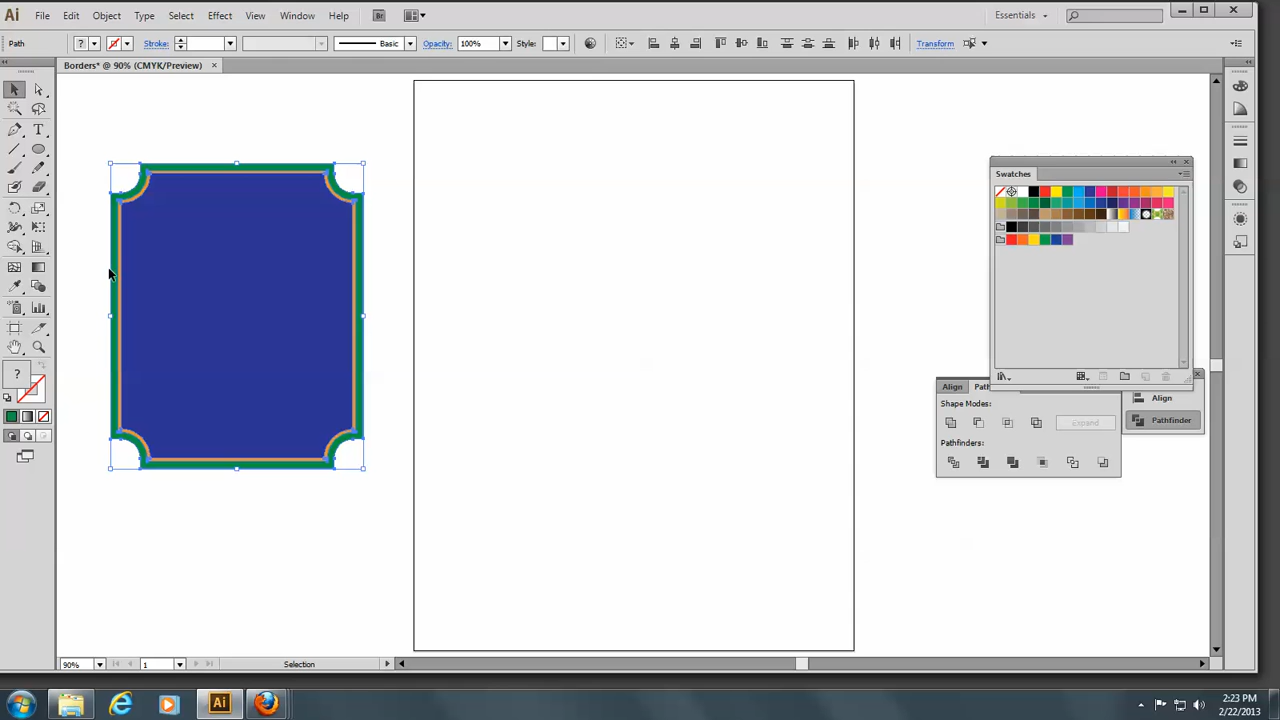 Ai File Edit Object Type Select Effect View Window Help Br Essentials
Path ? Stroke: Basic Opacity: 100% Style: Transform
Borders* @ 90% (CMYK/Preview)
Swatches
Align
Shape Modes:
Expand
Pathfinders:
Align
Pathfinder
?
90% 1 Selection
Ai
2:23 PM
2/22/2013